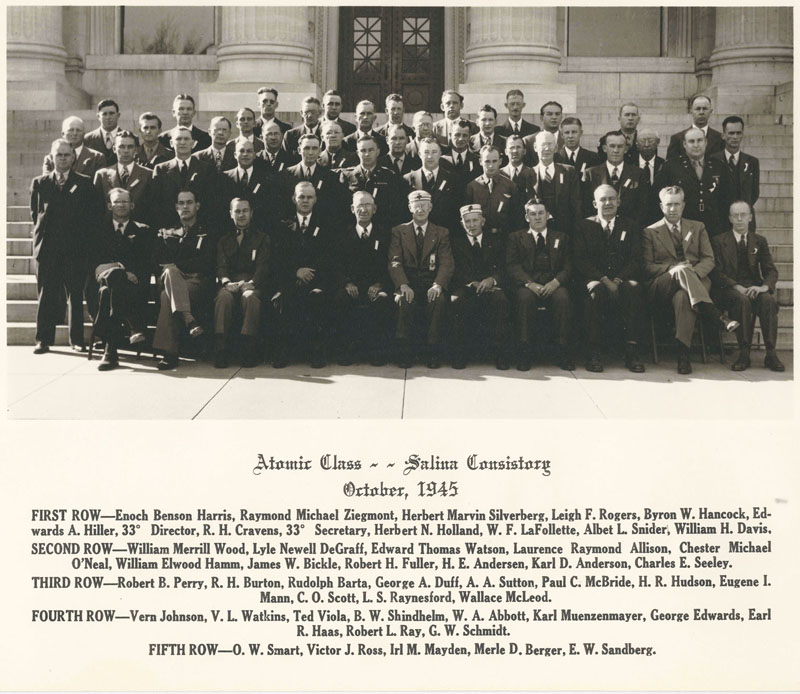 Atomic Class ~ ~ Salina Consistory
October, 1945
FIRST ROW—Enoch Benson Harris, Raymond Michael Ziegmont, Herbert Marvin Silverberg, Leigh F. Rogers, Byron W. Hancock, Ed-
wards A. Hiller, 33° Director, R. H. Cravens, 33° Secretary, Herbert N. Holland, W. F. LaFollette, Albet L. Snider, William H. Davis.
SECOND ROW—William Merrill Wood, Lyle Newell DeGraff, Edward Thomas Watson, Laurence Raymond Allison, Chester Michael
O'Neal, William Elwood Hamm, James W. Bickle, Robert H. Fuller, H. E. Andersen, Karl D. Anderson, Charles E. Seeley.
THIRD ROW—Robert B. Perry, R. H. Burton, Rudolph Barta, George A. Duff, A. A. Sutton, Paul C. McBride, H. R. Hudson, Eugene I.
Mann, C. O. Scott, L. S. Raynesford, Wallace McLeod.
FOURTH ROW—Vern Johnson, V. L. Watkins, Ted Viola, B. W. Shindhelm, W. A. Abbott, Karl Muenzenmayer, George Edwards, Earl
R. Haas, Robert L. Ray, G. W. Schmidt.
FIFTH ROW—O. W. Smart, Victor J. Ross, Irl M. Mayden, Merle D. Berger, E. W. Sandberg.